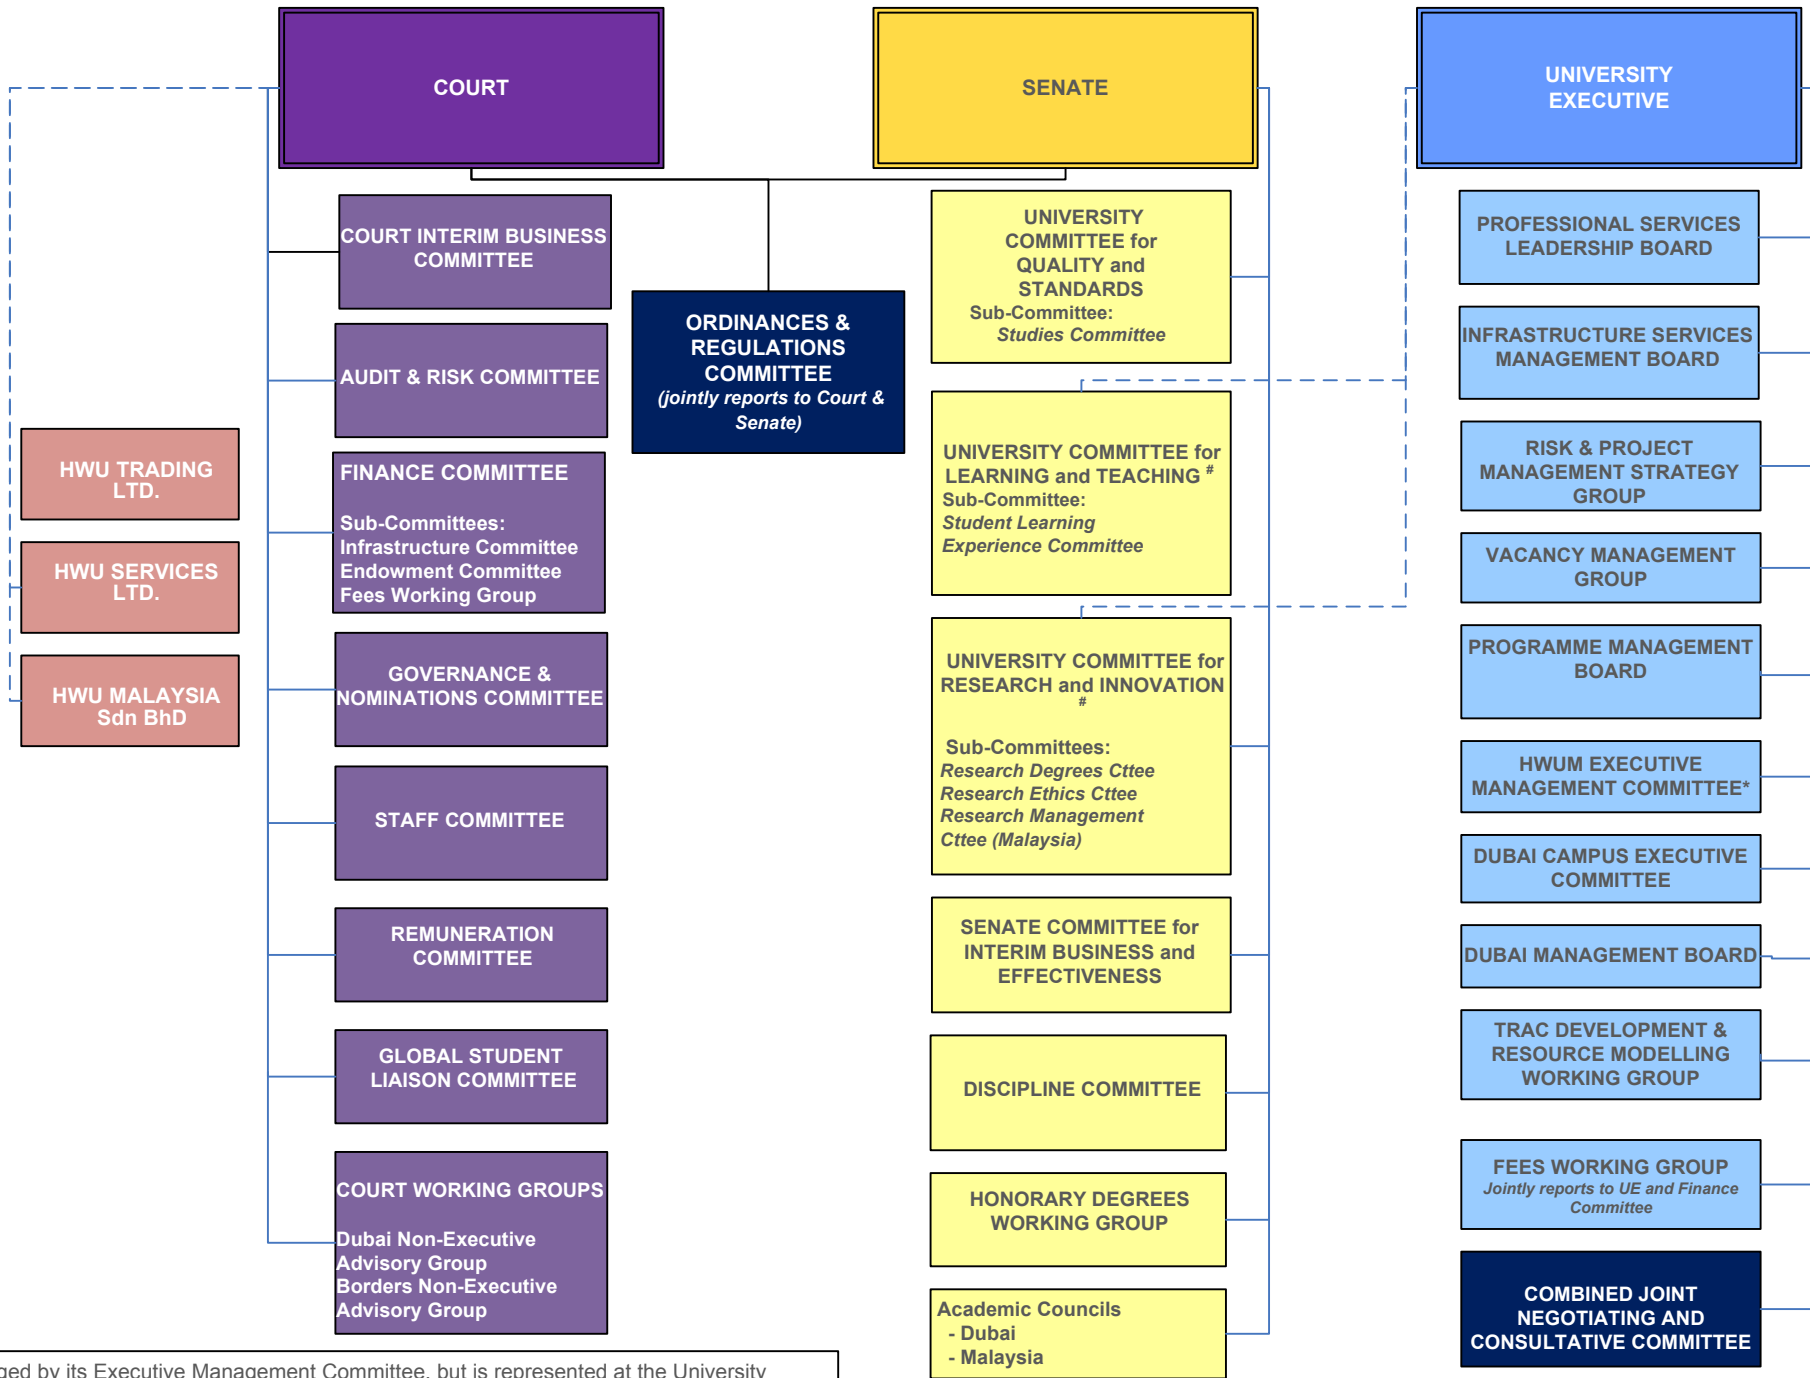 COURT
SENATE
UNIVERSITY
EXECUTIVE
COURT INTERIM BUSINESS
COMMITTEE
AUDIT & RISK COMMITTEE
FINANCE COMMITTEE
Sub-Committees:
Infrastructure Committee
Endowment Committee
Fees Working Group
GOVERNANCE &
NOMINATIONS COMMITTEE
STAFF COMMITTEE
REMUNERATION
COMMITTEE
GLOBAL STUDENT
LIAISON COMMITTEE
COURT WORKING GROUPS
Dubai Non-Executive
Advisory Group
Borders Non-Executive
Advisory Group
HWU TRADING
LTD.
HWU SERVICES
LTD.
HWU MALAYSIA
Sdn BhD
ORDINANCES &
REGULATIONS
COMMITTEE
(jointly reports to Court &
Senate)
UNIVERSITY
COMMITTEE for
QUALITY and
STANDARDS
Sub-Committee:
Studies Committee
UNIVERSITY COMMITTEE for
LEARNING and TEACHING #
Sub-Committee:
Student Learning
Experience Committee
UNIVERSITY COMMITTEE for
RESEARCH and INNOVATION
#
Sub-Committees:
Research Degrees Cttee
Research Ethics Cttee
Research Management
Cttee (Malaysia)
SENATE COMMITTEE for
INTERIM BUSINESS and
EFFECTIVENESS
DISCIPLINE COMMITTEE
HONORARY DEGREES
WORKING GROUP
Academic Councils
- Dubai
- Malaysia
PROFESSIONAL SERVICES
LEADERSHIP BOARD
INFRASTRUCTURE SERVICES
MANAGEMENT BOARD
RISK & PROJECT
MANAGEMENT STRATEGY
GROUP
VACANCY MANAGEMENT
GROUP
PROGRAMME MANAGEMENT
BOARD
HWUM EXECUTIVE
MANAGEMENT COMMITTEE*
DUBAI CAMPUS EXECUTIVE
COMMITTEE
DUBAI MANAGEMENT BOARD
TRAC DEVELOPMENT &
RESOURCE MODELLING
WORKING GROUP
FEES WORKING GROUP
Jointly reports to UE and Finance
Committee
COMBINED JOINT
NEGOTIATING AND
CONSULTATIVE COMMITTEE
ged by its Executive Management Committee, but is represented at the University